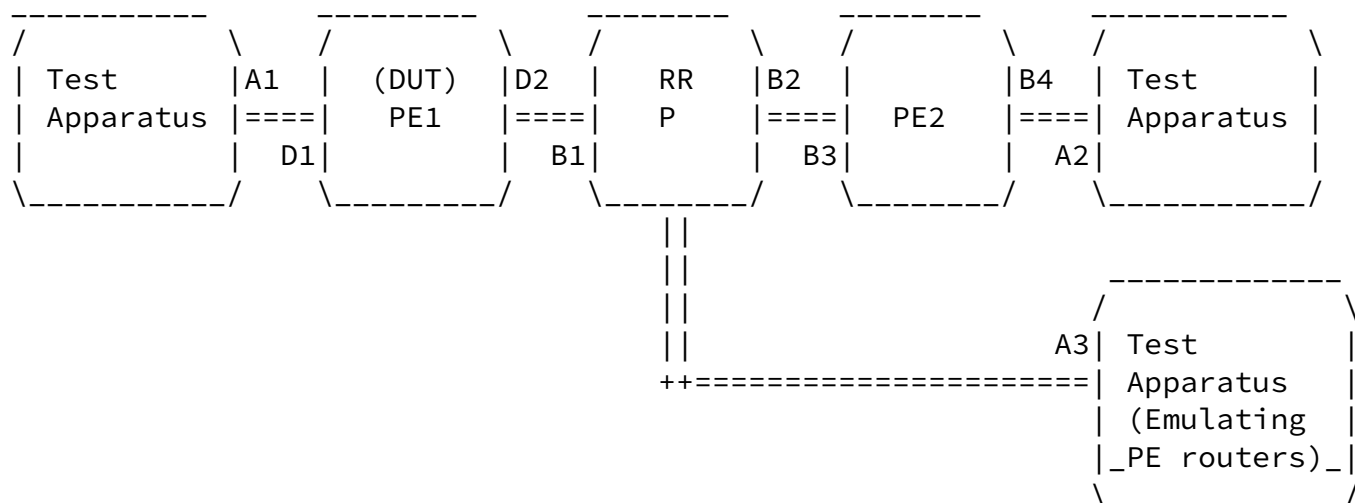 Test A1 (DUT) D2 RR B2 B4 Test
Apparatus PE1 P PE2 Apparatus
D1 B1 B3 A2
A3 Test
Apparatus
(Emulating
PE routers)